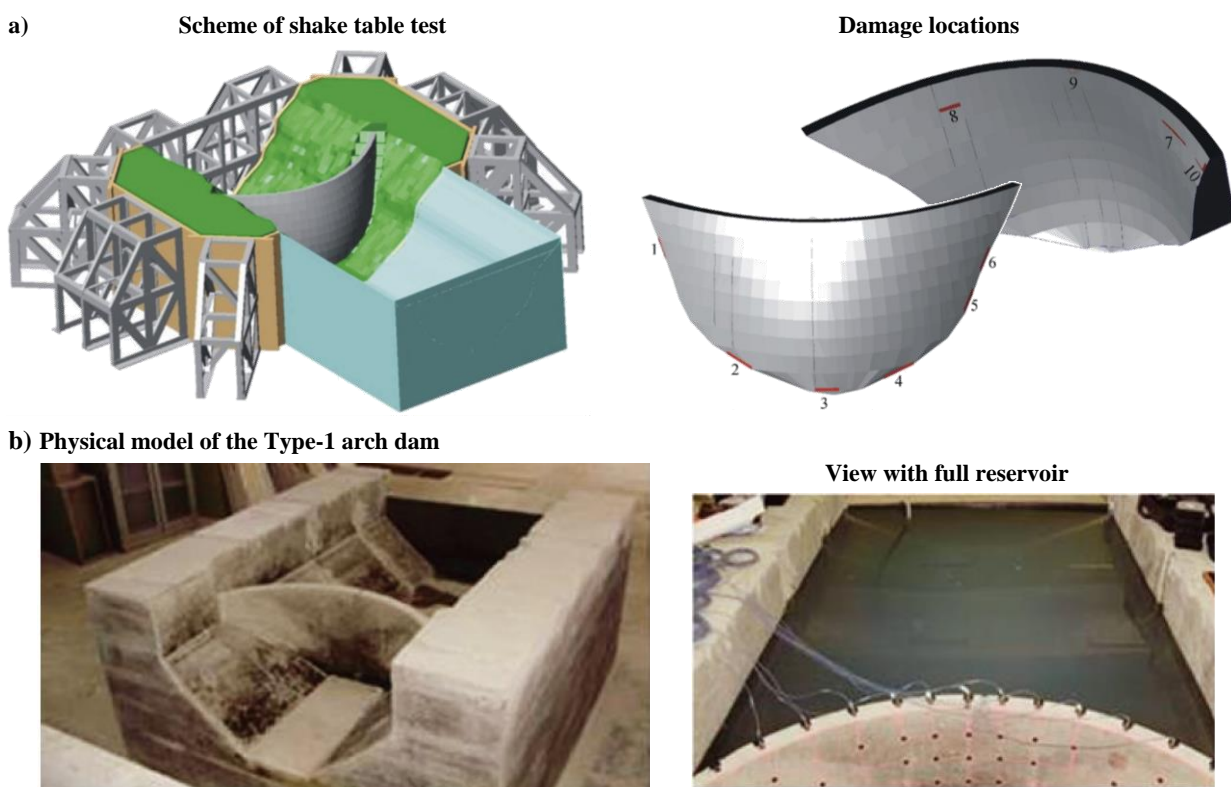 a)
Scheme of shake table test
Damage locations
9
8
7
10
1
6
5
2
4
3
b) Physical model of the Type-1 arch dam
View with full reservoir